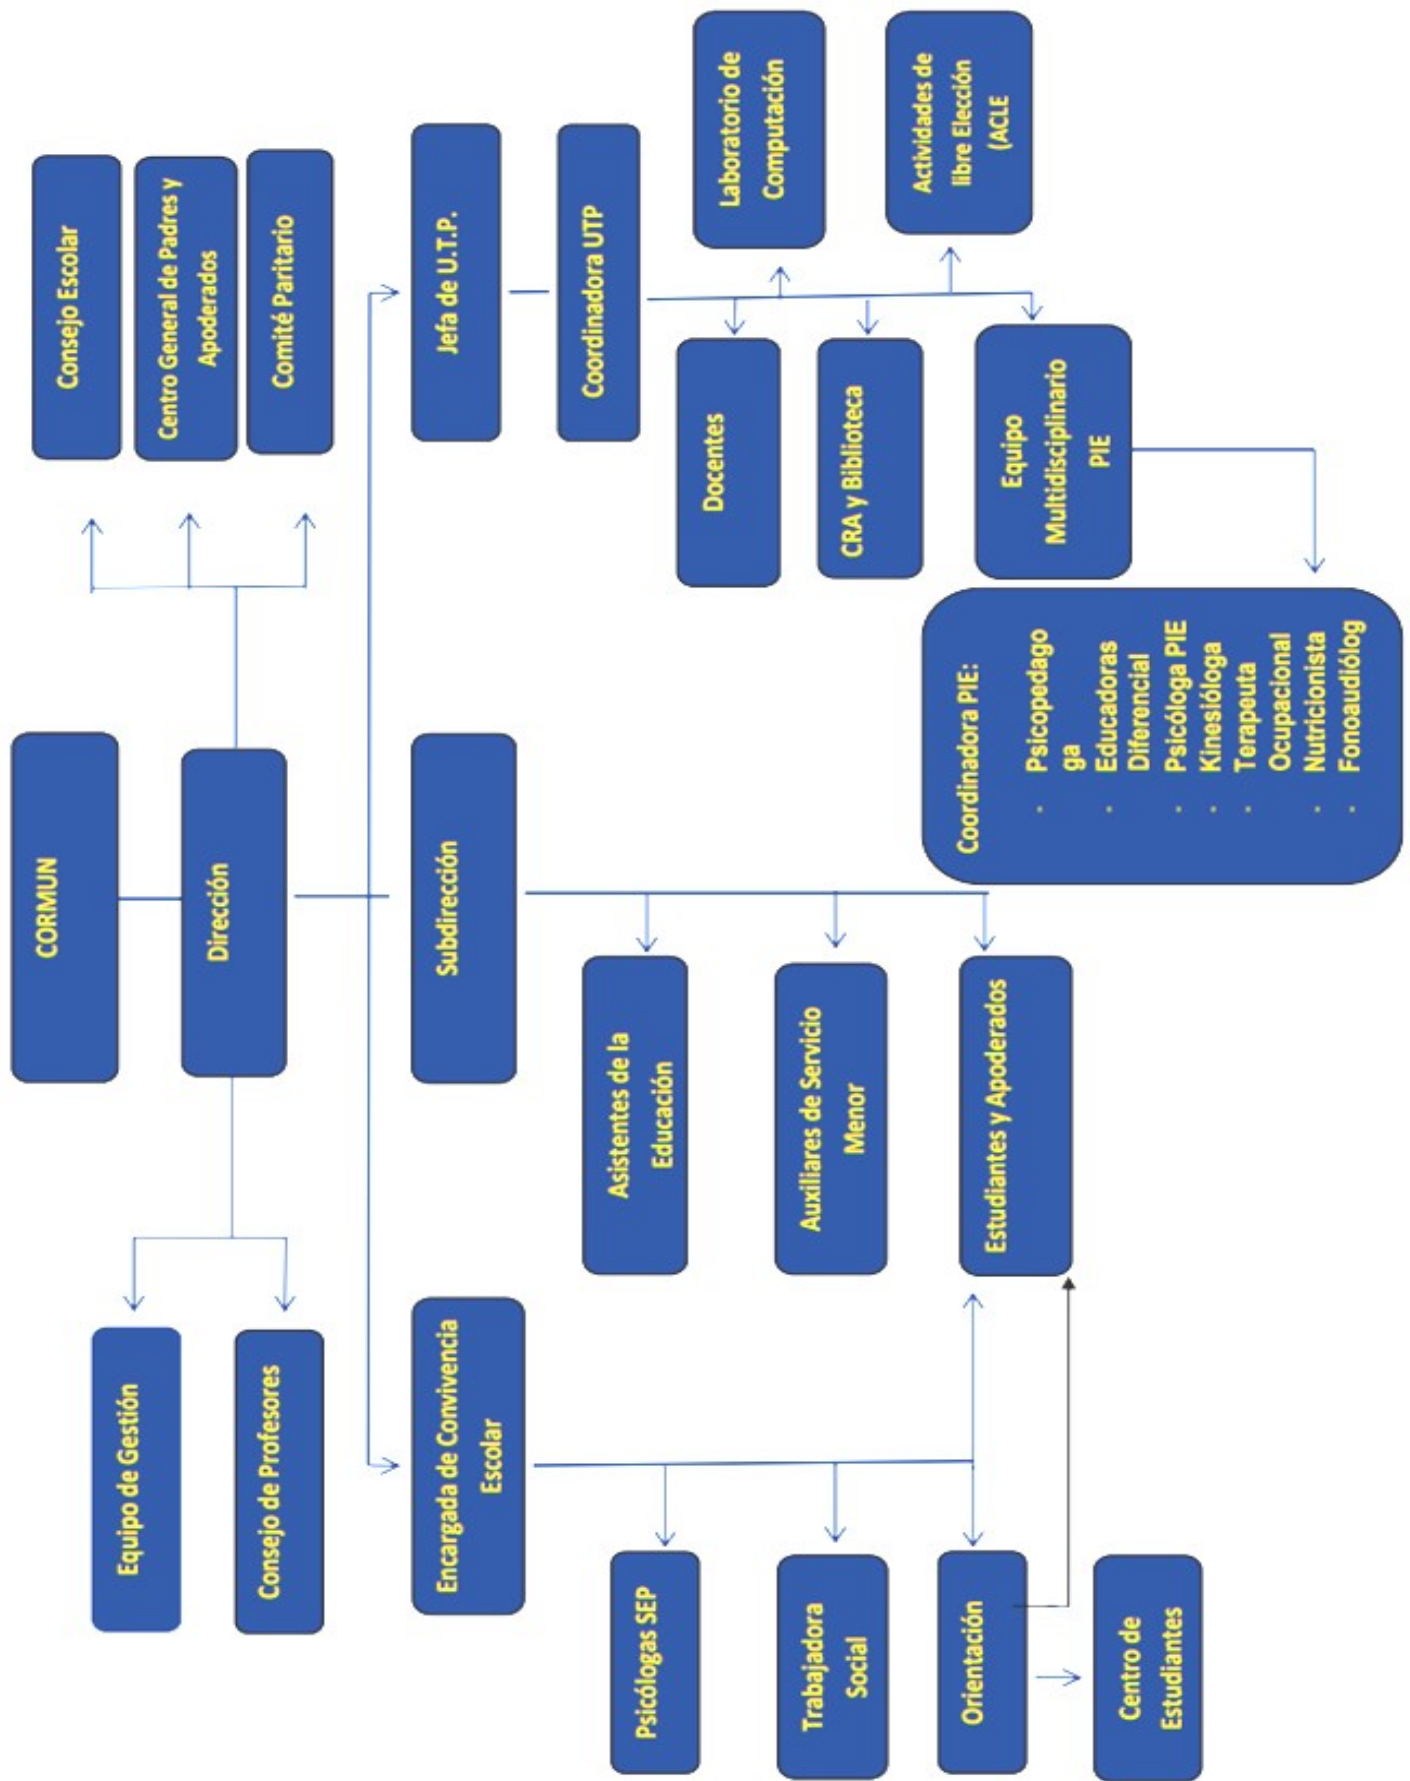 CORMUN
Dirección
Equipo de Gestión
Consejo de Profesores
Consejo Escolar
Centro General de Padres y
Apoderados
Comité Paritario
Encargada de Convivencia
Escolar
Subdirección
Jefa de U.T.P.
Coordinadora UTP
Psicólogas SEP
Trabajadora
Social
Orientación
Centro de
Estudiantes
Asistentes de la
Educación
Auxiliares de Servicio
Menor
Estudiantes y Apoderados
Docentes
CRA y Biblioteca
Equipo
Multidisciplinario
PIE
Laboratorio de
Computación
Actividades de
libre Elección
(ACLE
Coordinadora PIE:
- Psicopedago
ga
- Educadoras
Diferencial
- Psicóloga PIE
- Kinesióloga
- Terapeuta
Ocupacional
- Nutricionista
- Fonoaudiólog